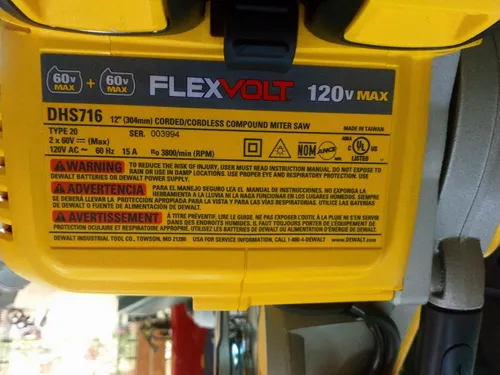 60V MAX + 60V MAX FLEXVOLT 120V MAX
DHS716 12" (304mm) CORDED/CORDLESS COMPOUND MITER SAW
MADE IN TAIWAN
TYPE 20 SER. 003994
2 x 60V ⎓ (Max)
120V AC ~ 60 Hz 15 A n₀ 3800/min (RPM)
NOM ANCE UL LISTED
WARNING TO REDUCE THE RISK OF INJURY, USER MUST READ INSTRUCTION MANUAL. DO NOT EXPOSE TO
RAIN OR USE IN DAMP LOCATIONS. USE PROPER EYE AND RESPIRATORY PROTECTION. USE
DEWALT BATTERIES OR DEWALT POWER SUPPLY.
ADVERTENCIA PARA EL MANEJO SEGURO LEA EL MANUAL DE INSTRUCCIONES. NO EXPONGA LA
HERRAMIENTA A LA LLUVIA NI LA HAGA FUNCIONAR EN LOS LUGARES HÚMEDOS. SIEMPRE
SE DEBERÁ LLEVAR LA PROTECCIÓN APROPIADA PARA LA VISTA Y PARA LAS VÍAS RESPIRATORIAS. UTILICE LAS BATERÍAS
DE DEWALT O LA FUENTE DE ALIMENTACIÓN DE DEWALT.
AVERTISSEMENT À TITRE PRÉVENTIF, LIRE LE GUIDE. NE PAS EXPOSER L'OUTIL À LA PLUIE NI S'EN SERVIR
DANS DES ENDROITS HUMIDES. IL FAUT TOUJOURS PORTER DE L'ÉQUIPEMENT DE
PROTECTION OCULAIRE ET RESPIRATOIRE ADÉQUAT. UTILISEZ LES BATTERIES DE DEWALT OU ALIMENTATION D'ÉNERGIE DE DEWALT.
DEWALT INDUSTRIAL TOOL CO., TOWSON, MD 21286 USA FOR SERVICE INFORMATION, CALL 1-800-4-DEWALT www.DEWALT.com